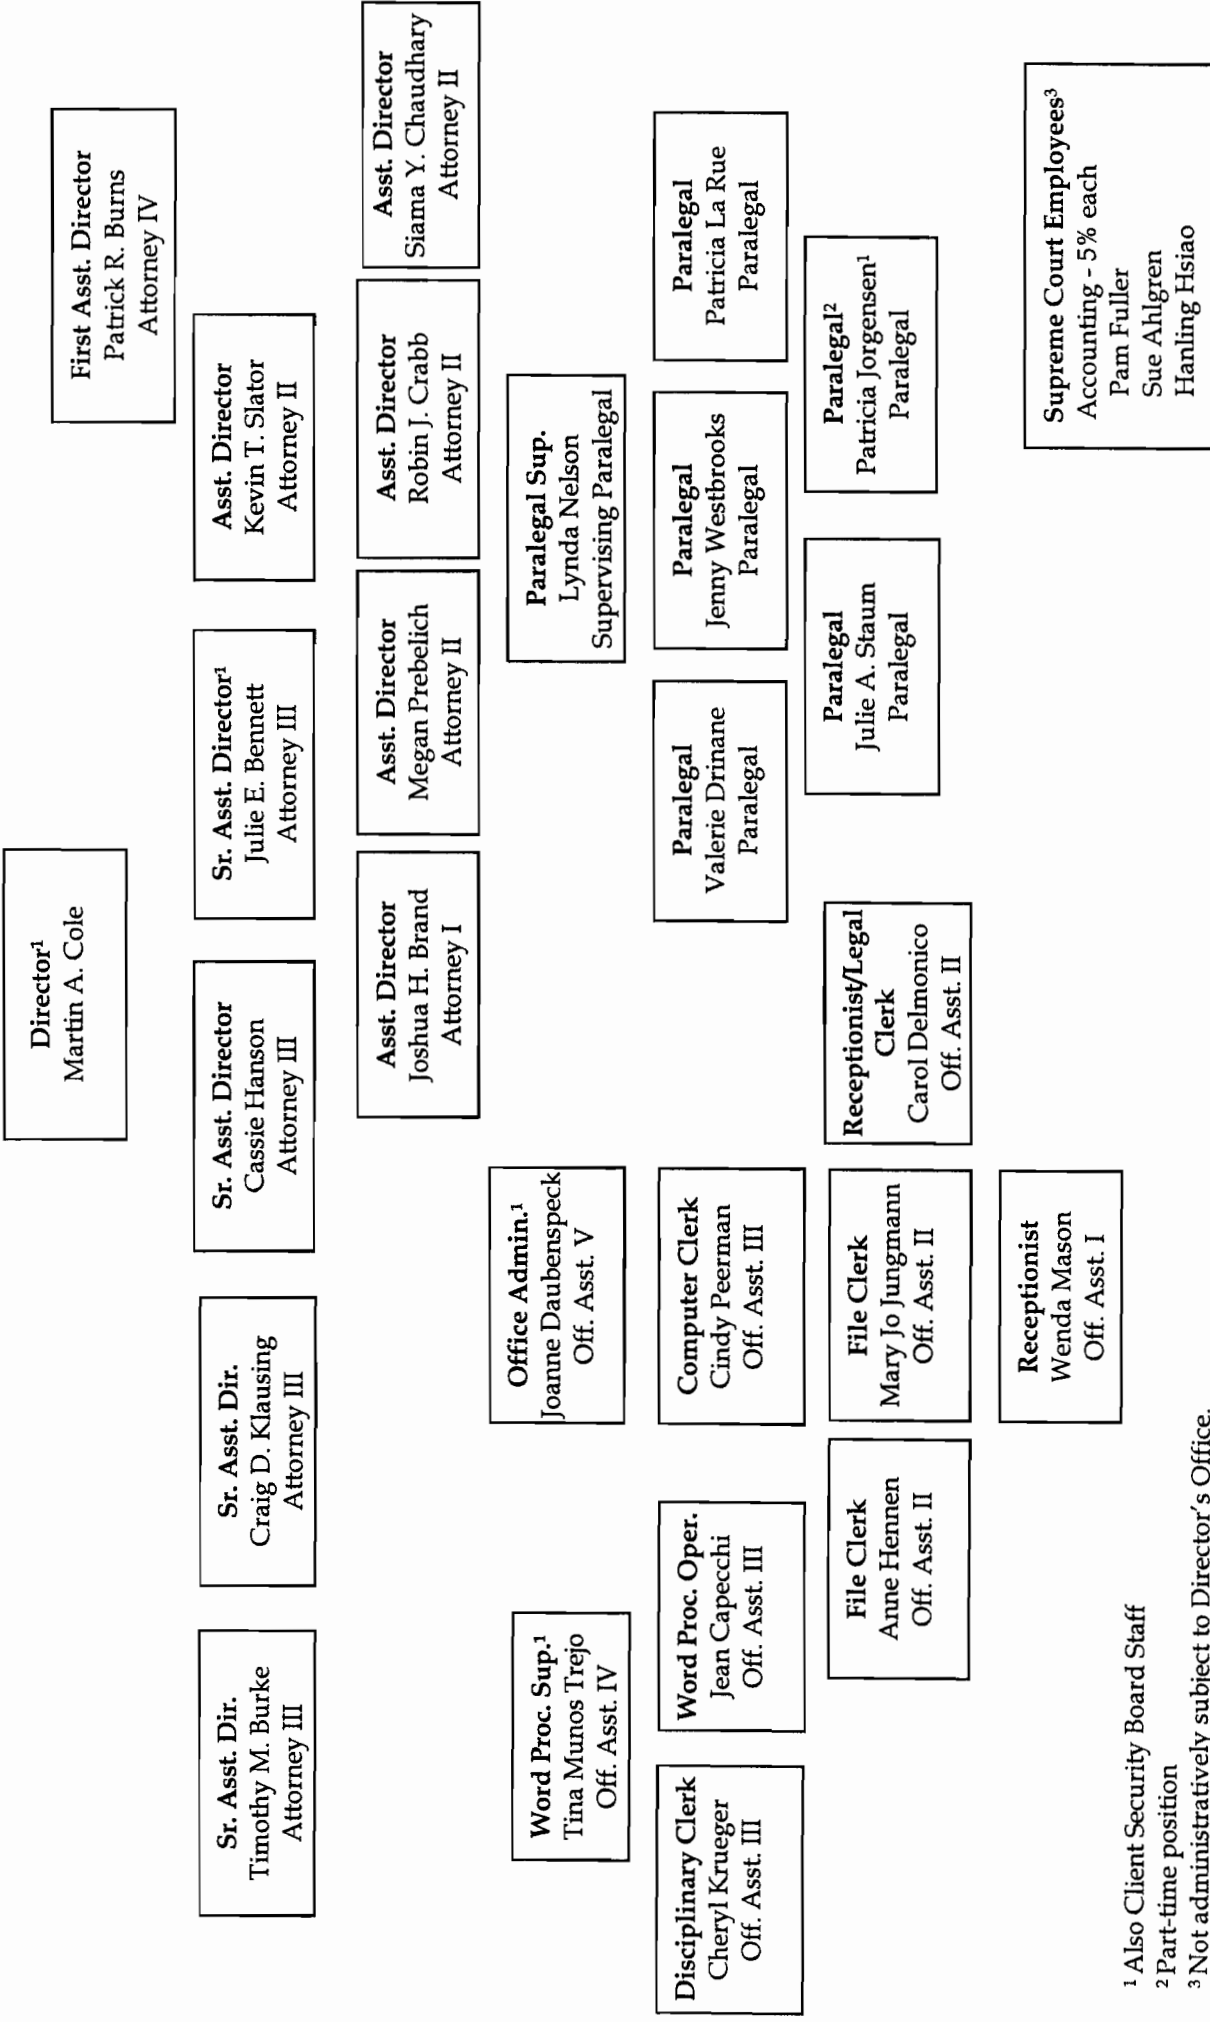 Director¹
Martin A. Cole
First Asst. Director
Patrick R. Burns
Attorney IV
Sr. Asst. Dir.
Timothy M. Burke
Attorney III
Sr. Asst. Dir.
Craig D. Klausing
Attorney III
Sr. Asst. Director
Cassie Hanson
Attorney III
Sr. Asst. Director¹
Julie E. Bennett
Attorney III
Asst. Director
Kevin T. Slator
Attorney II
Asst. Director
Joshua H. Brand
Attorney I
Asst. Director
Megan Prebelich
Attorney II
Asst. Director
Robin J. Crabb
Attorney II
Asst. Director
Siama Y. Chaudhary
Attorney II
Word Proc. Sup.¹
Tina Munos Trejo
Off. Asst. IV
Office Admin.¹
Joanne Daubenspeck
Off. Asst. V
Paralegal Sup.
Lynda Nelson
Supervising Paralegal
Disciplinary Clerk
Cheryl Krueger
Off. Asst. III
Word Proc. Oper.
Jean Capecchi
Off. Asst. III
Computer Clerk
Cindy Peerman
Off. Asst. III
Paralegal
Valerie Drinane
Paralegal
Paralegal
Jenny Westbrooks
Paralegal
Paralegal
Patricia La Rue
Paralegal
File Clerk
Anne Hennen
Off. Asst. II
File Clerk
Mary Jo Jungmann
Off. Asst. II
Receptionist/Legal
Clerk
Carol Delmonico
Off. Asst. II
Paralegal
Julie A. Staum
Paralegal
Paralegal²
Patricia Jorgensen¹
Paralegal
Receptionist
Wenda Mason
Off. Asst. I
Supreme Court Employees³
Accounting - 5% each
Pam Fuller
Sue Ahlgren
Hanling Hsiao
¹ Also Client Security Board Staff
² Part-time position
³ Not administratively subject to Director's Office.